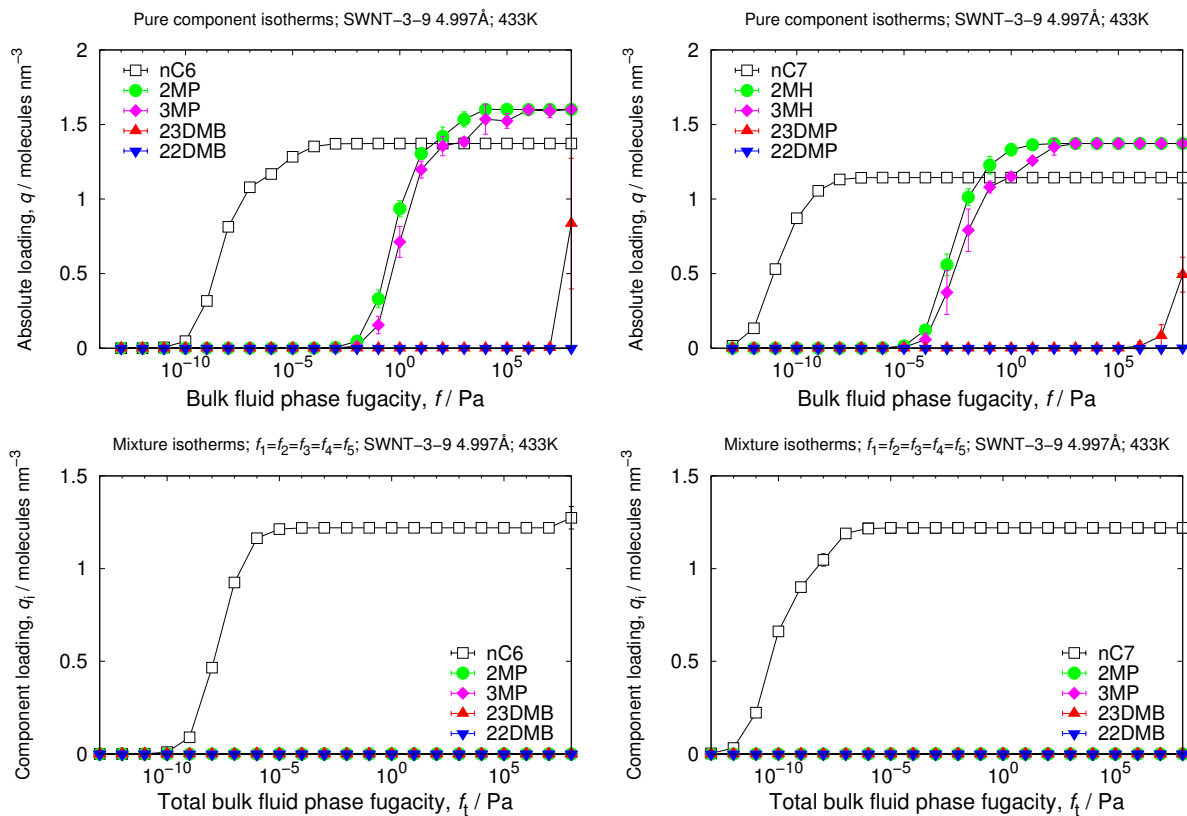 Pure component isotherms; SWNT−3−9 4.997Å; 433K
Absolute loading, q / molecules nm−3
2
1.5
1
0.5
0
nC6
2MP
3MP
23DMB
22DMB
10−10
10−5
100
105
Bulk fluid phase fugacity, f / Pa
Pure component isotherms; SWNT−3−9 4.997Å; 433K
Absolute loading, q / molecules nm−3
2
1.5
1
0.5
0
nC7
2MH
3MH
23DMP
22DMP
10−10
10−5
100
105
Bulk fluid phase fugacity, f / Pa
Mixture isotherms; f1=f2=f3=f4=f5; SWNT−3−9 4.997Å; 433K
Component loading, qi / molecules nm−3
1.5
1
0.5
0
nC6
2MP
3MP
23DMB
22DMB
10−10
10−5
100
105
Total bulk fluid phase fugacity, ft / Pa
Mixture isotherms; f1=f2=f3=f4=f5; SWNT−3−9 4.997Å; 433K
Component loading, qi / molecules nm−3
1.5
1
0.5
0
nC7
2MP
3MP
23DMB
22DMB
10−10
10−5
100
105
Total bulk fluid phase fugacity, ft / Pa